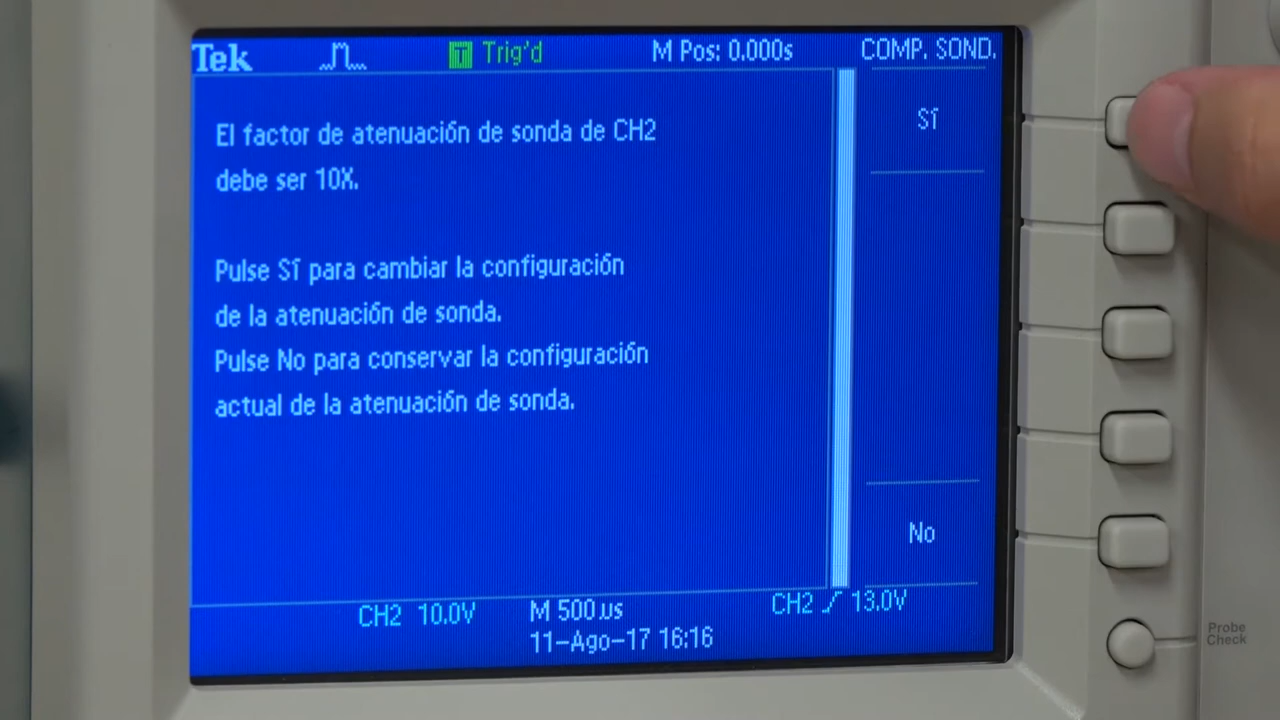 Tek
T Trig'd
M Pos: 0.000s
COMP. SOND.
Sí
El factor de atenuación de sonda de CH2
debe ser 10X.
Pulse Sí para cambiar la configuración
de la atenuación de sonda.
Pulse No para conservar la configuración
actual de la atenuación de sonda.
No
CH2 10.0V
M 500µs
CH2 13.0V
11-Ago-17 16:16
Probe
Check